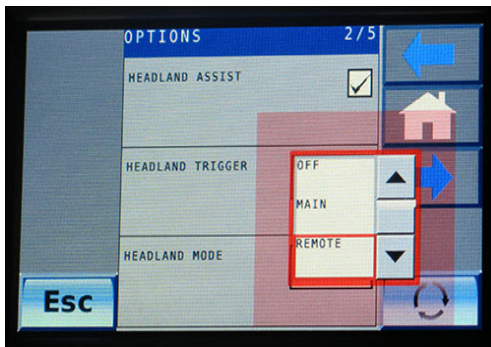 OPTIONS 2/5
HEADLAND ASSIST
HEADLAND TRIGGER
OFF
MAIN
REMOTE
HEADLAND MODE
Esc